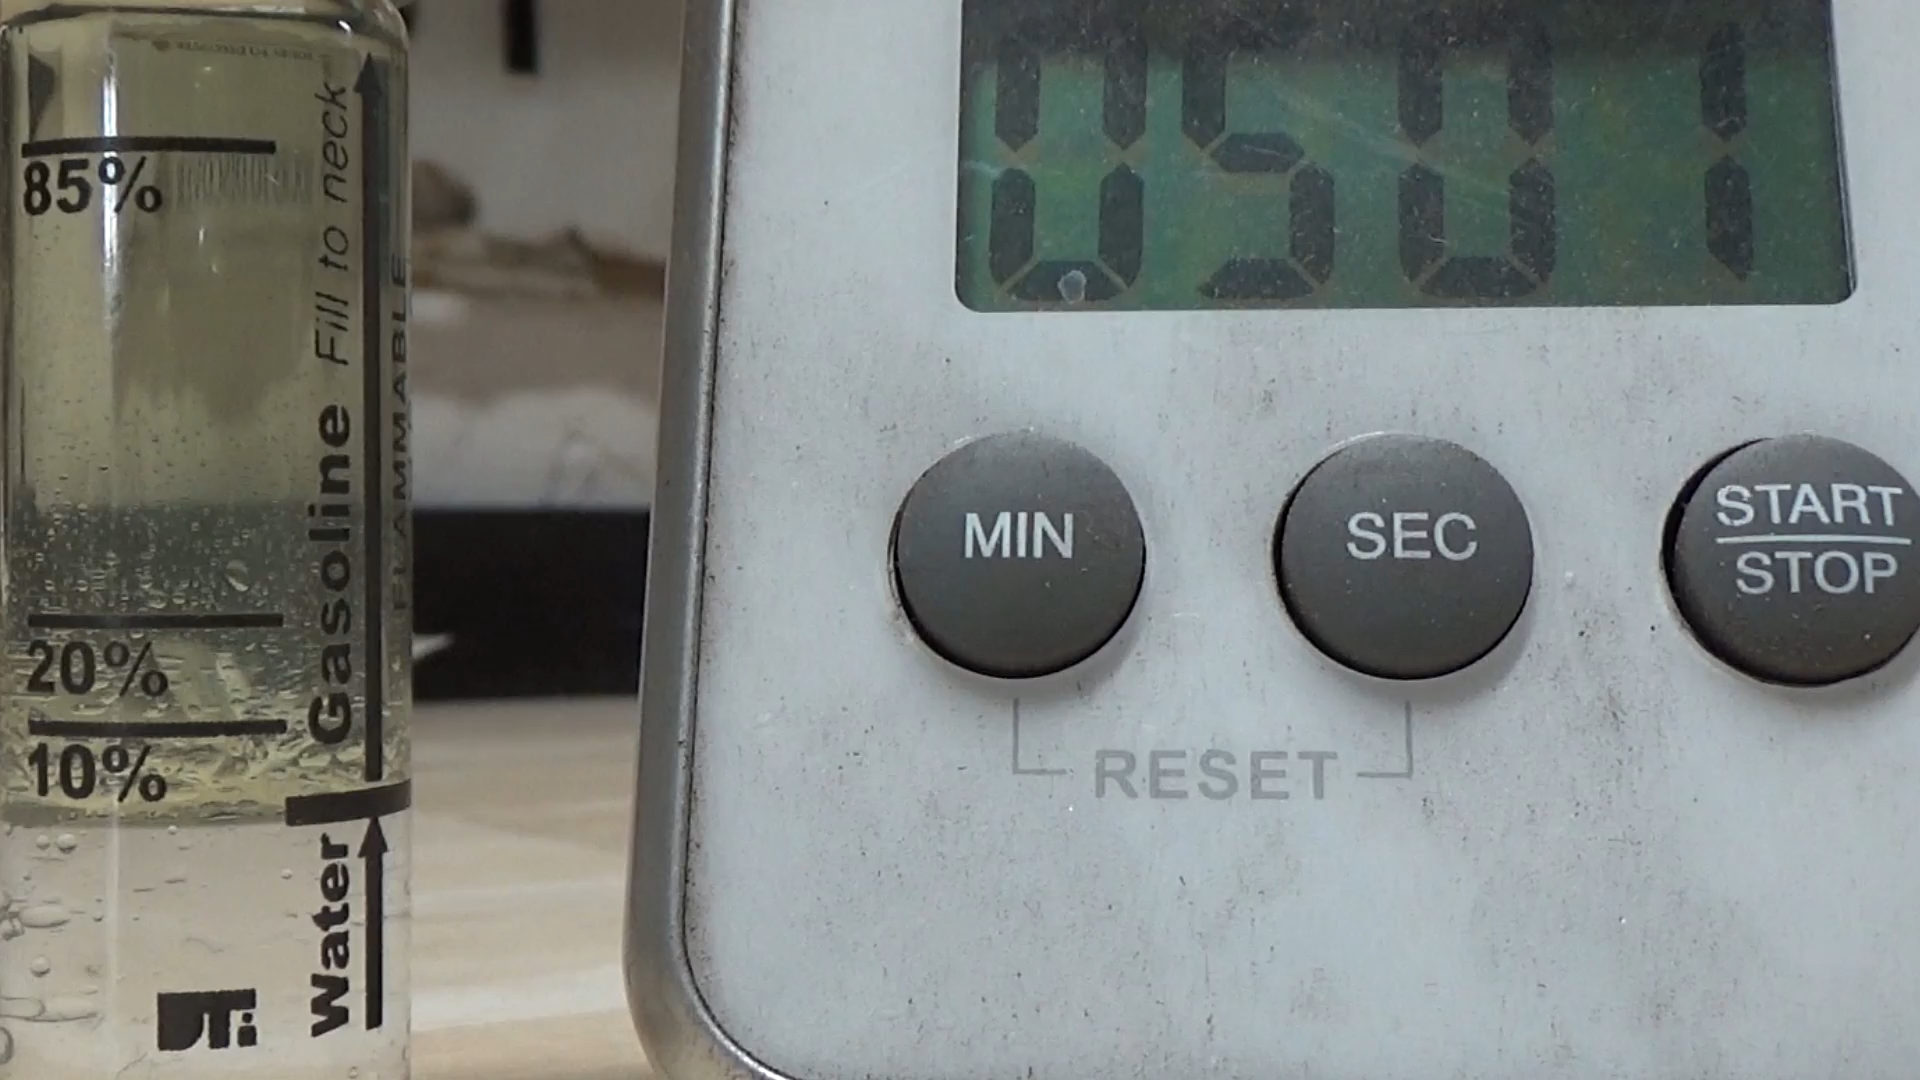 85%
20%
10%
Gasoline Fill to neck
FLAMMABLE
Water
05 01
MIN
SEC
START
STOP
RESET